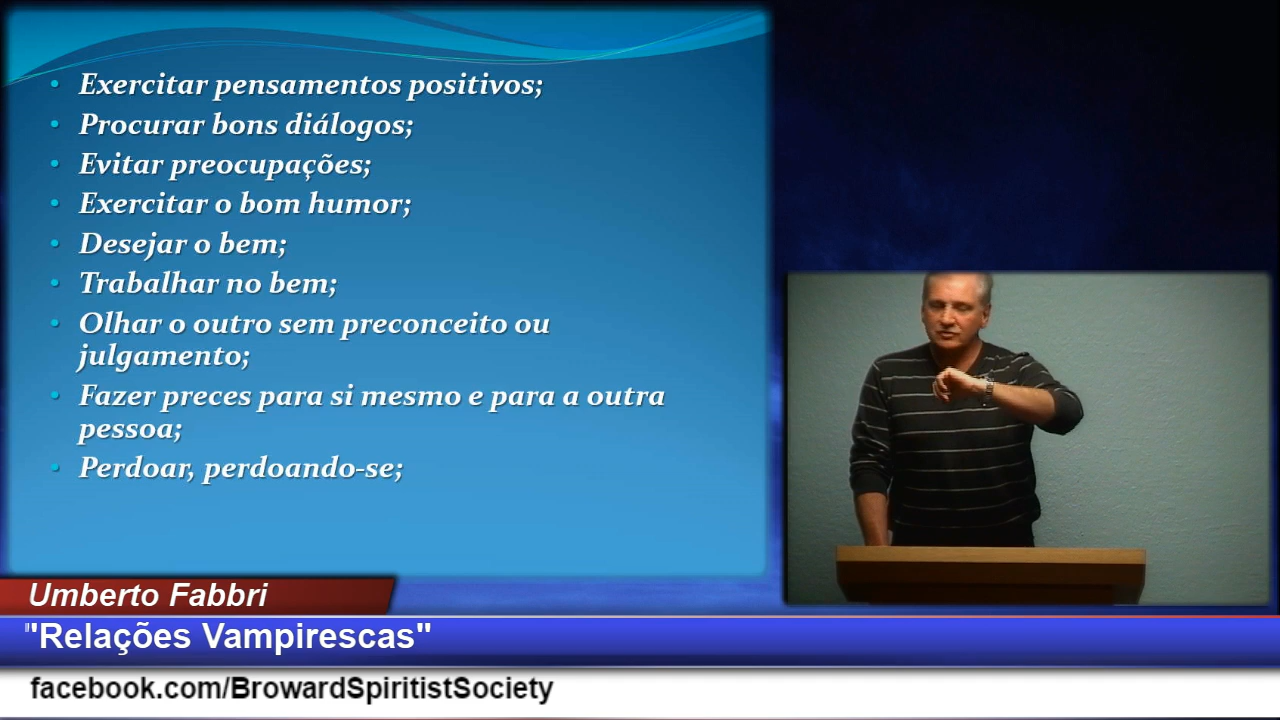 • Exercitar pensamentos positivos;
• Procurar bons diálogos;
• Evitar preocupações;
• Exercitar o bom humor;
• Desejar o bem;
• Trabalhar no bem;
• Olhar o outro sem preconceito ou
julgamento;
• Fazer preces para si mesmo e para a outra
pessoa;
• Perdoar, perdoando-se;
Umberto Fabbri
"Relações Vampirescas"
facebook.com/BrowardSpiritistSociety